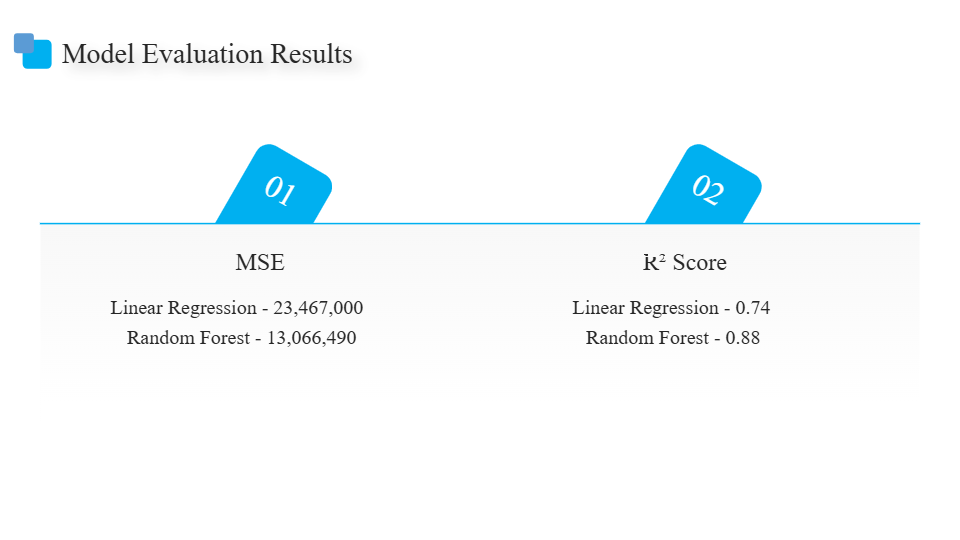 Model Evaluation Results
01
MSE
Linear Regression - 23,467,000
Random Forest - 13,066,490
02
R² Score
Linear Regression - 0.74
Random Forest - 0.88